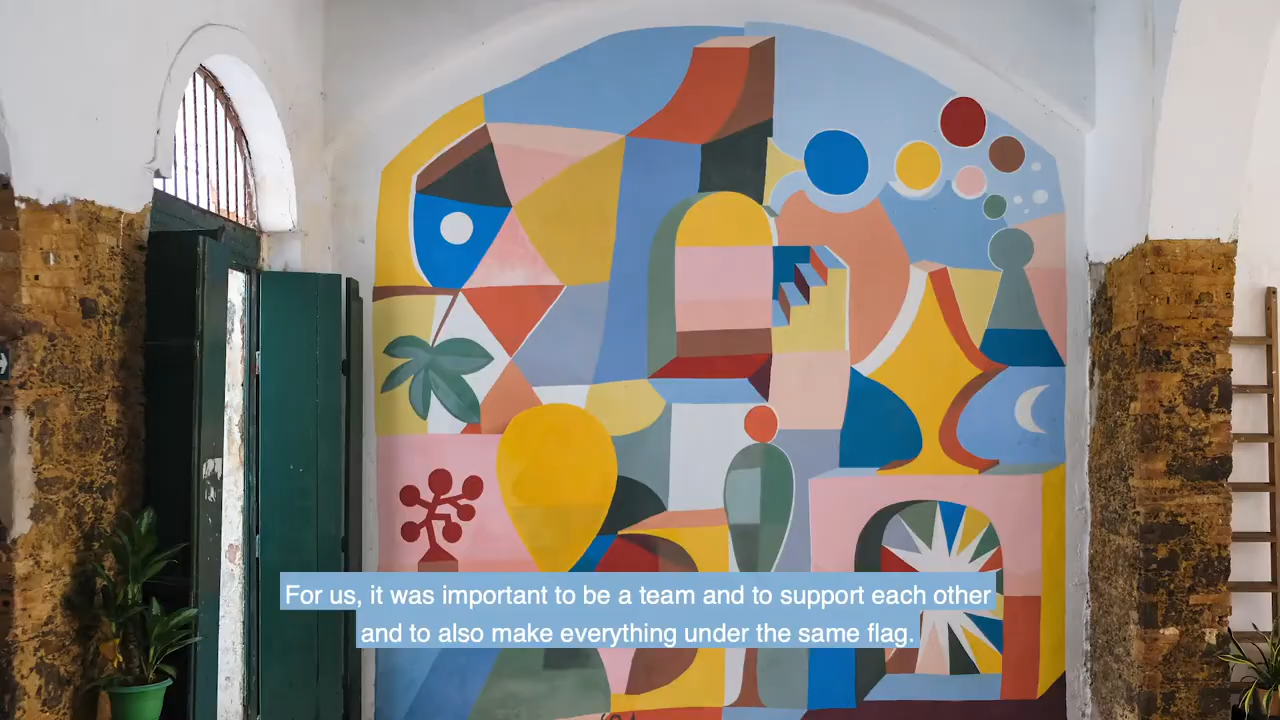 For us, it was important to be a team and to support each other
and to also make everything under the same flag.